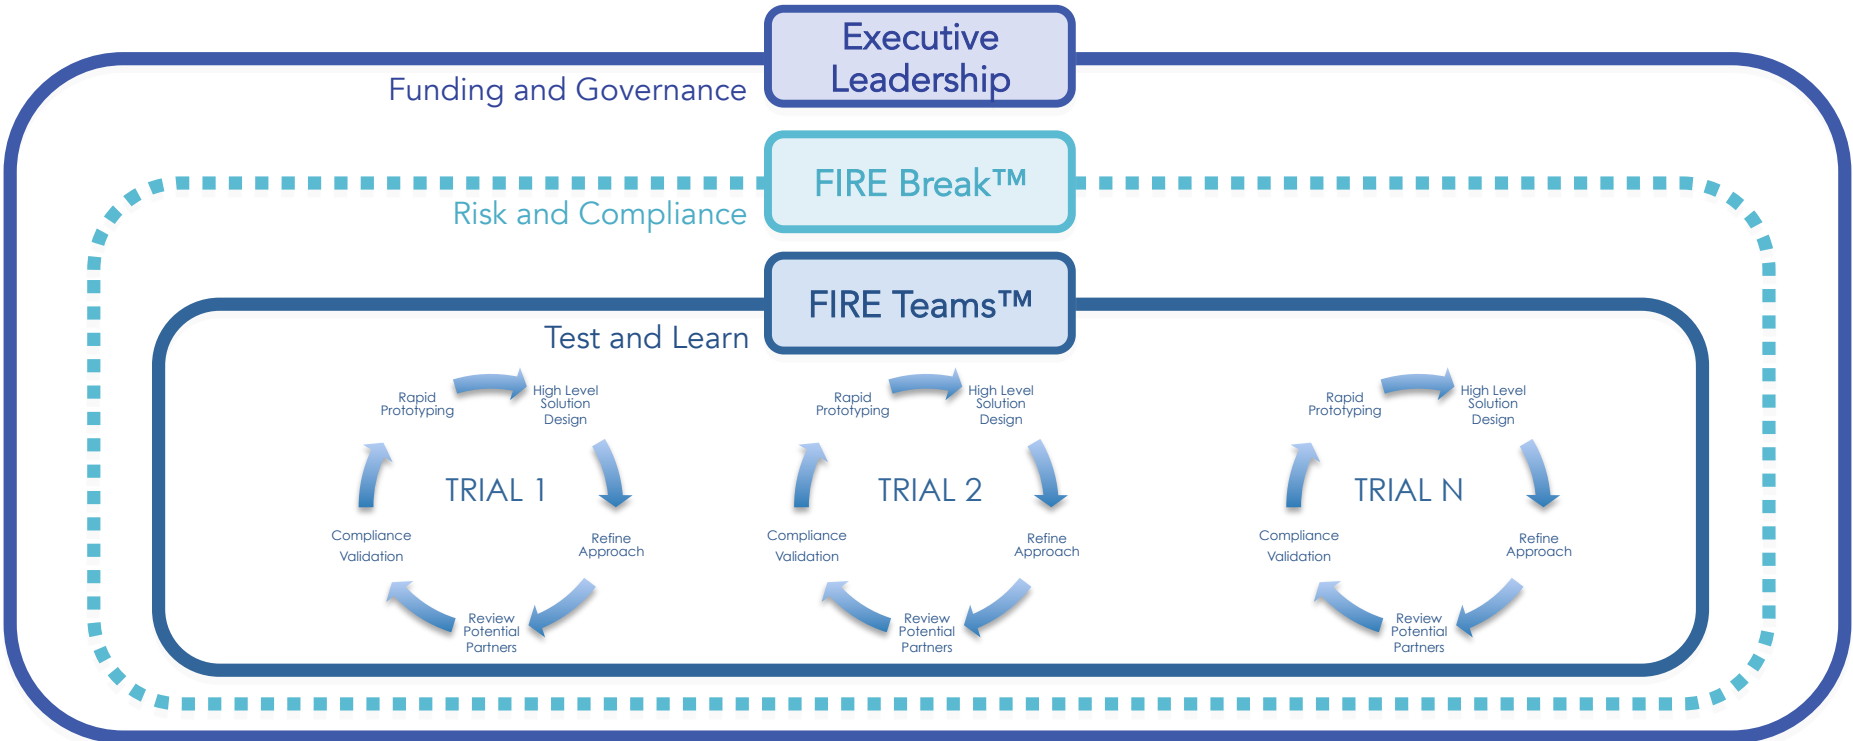 Executive
Leadership
Funding and Governance
FIRE Break™
Risk and Compliance
FIRE Teams™
Test and Learn
Rapid
Prototyping
High Level
Solution
Design
TRIAL 1
Compliance
Validation
Refine
Approach
Review
Potential
Partners
Rapid
Prototyping
High Level
Solution
Design
TRIAL 2
Compliance
Validation
Refine
Approach
Review
Potential
Partners
Rapid
Prototyping
High Level
Solution
Design
TRIAL N
Compliance
Validation
Refine
Approach
Review
Potential
Partners